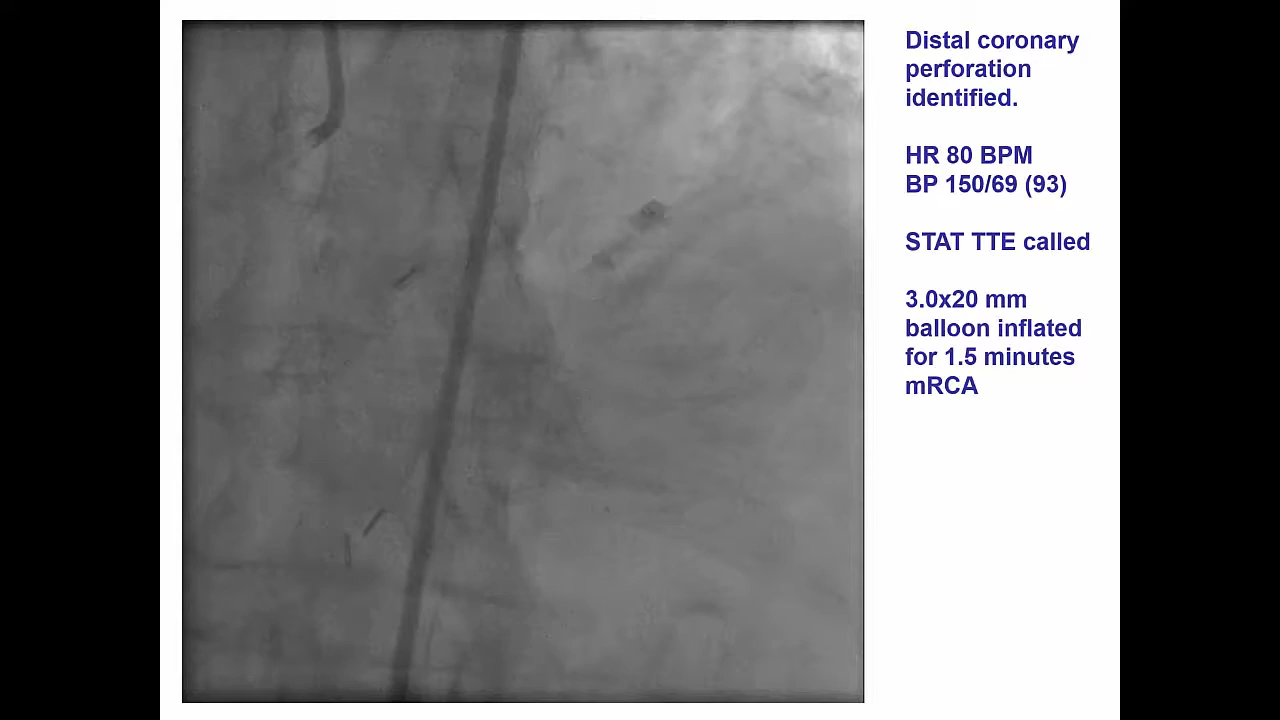 Distal coronary
perforation
identified.
HR 80 BPM
BP 150/69 (93)
STAT TTE called
3.0x20 mm
balloon inflated
for 1.5 minutes
mRCA